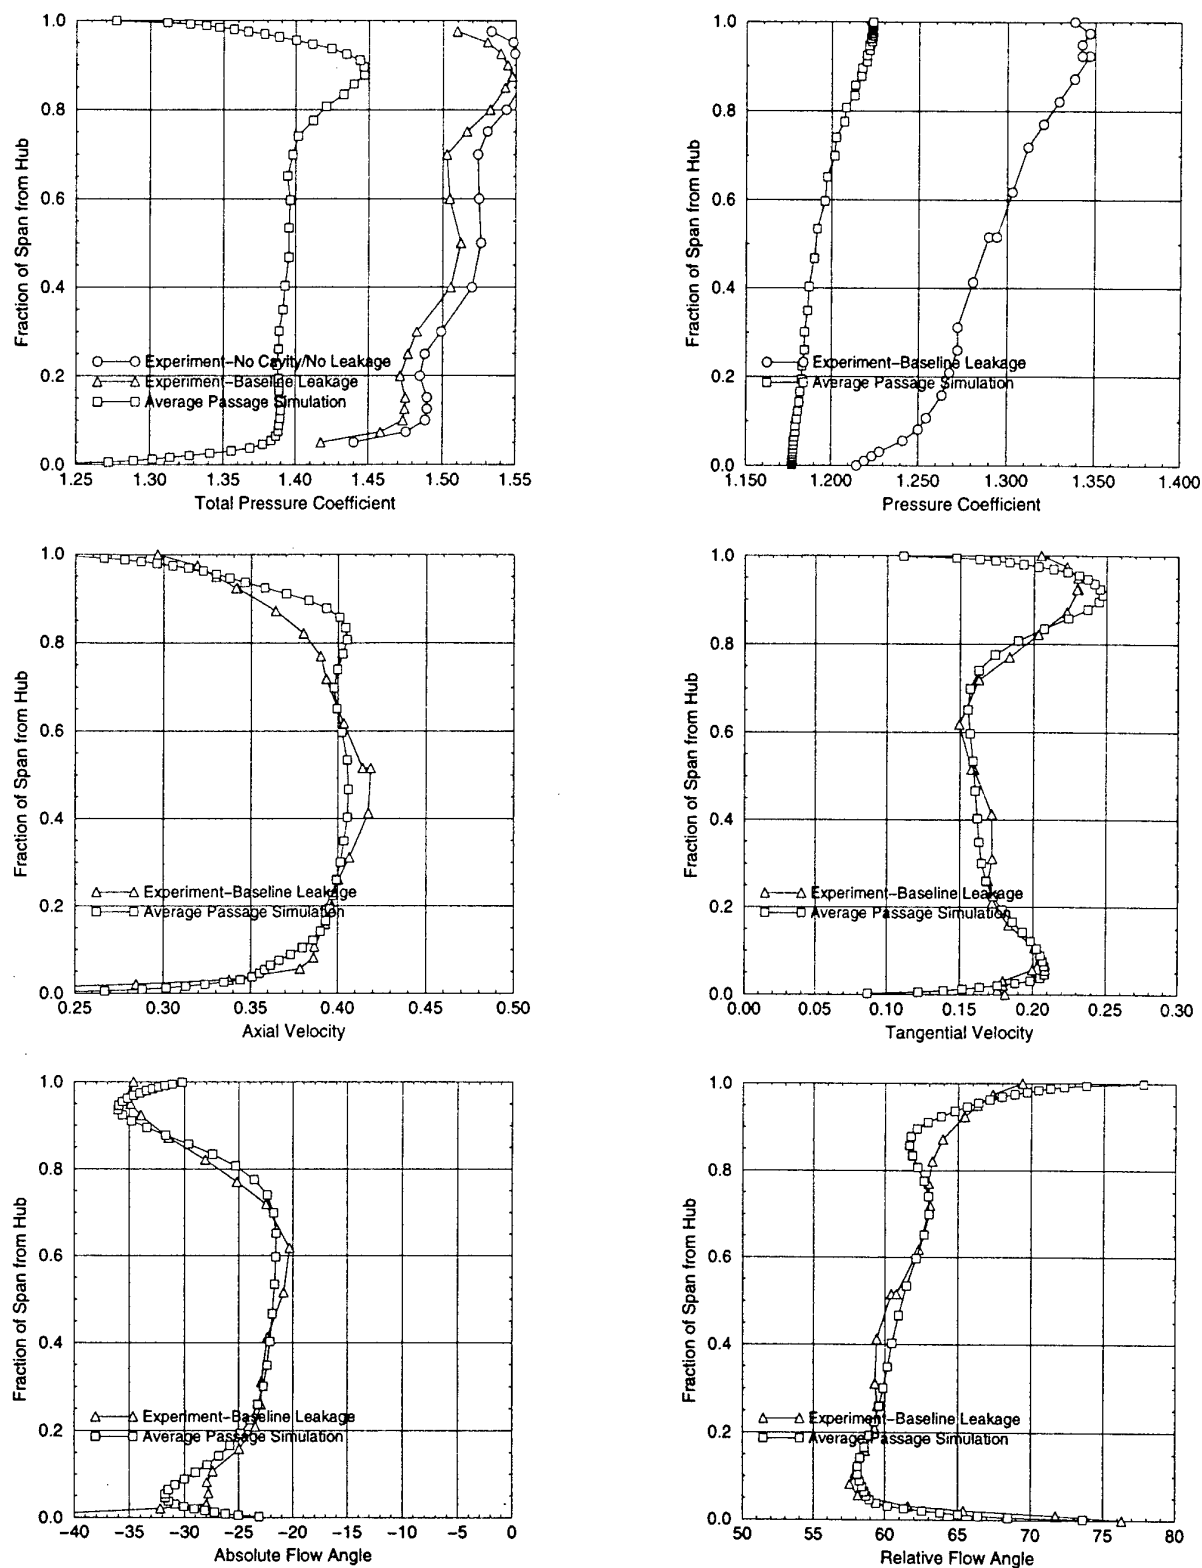 1.0
0.8
0.6
0.4
0.2
0.0
Fraction of Span from Hub
Experiment-No Cavity/No Leakage
Experiment-Baseline Leakage
Average Passage Simulation
1.25 1.30 1.35 1.40 1.45 1.50 1.55
Total Pressure Coefficient
1.0
0.8
0.6
0.4
0.2
0.0
Fraction of Span from Hub
Experiment-Baseline Leakage
Average Passage Simulation
1.150 1.200 1.250 1.300 1.350 1.400
Pressure Coefficient
1.0
0.8
0.6
0.4
0.2
0.0
Fraction of Span from Hub
Experiment-Baseline Leakage
Average Passage Simulation
0.25 0.30 0.35 0.40 0.45 0.50
Axial Velocity
1.0
0.8
0.6
0.4
0.2
0.0
Fraction of Span from Hub
Experiment-Baseline Leakage
Average Passage Simulation
0.00 0.05 0.10 0.15 0.20 0.25 0.30
Tangential Velocity
1.0
0.8
0.6
0.4
0.2
0.0
Fraction of Span from Hub
Experiment-Baseline Leakage
Average Passage Simulation
-40 -35 -30 -25 -20 -15 -10 -5 0
Absolute Flow Angle
1.0
0.8
0.6
0.4
0.2
0.0
Fraction of Span from Hub
Experiment-Baseline Leakage
Average Passage Simulation
50 55 60 65 70 75 80
Relative Flow Angle